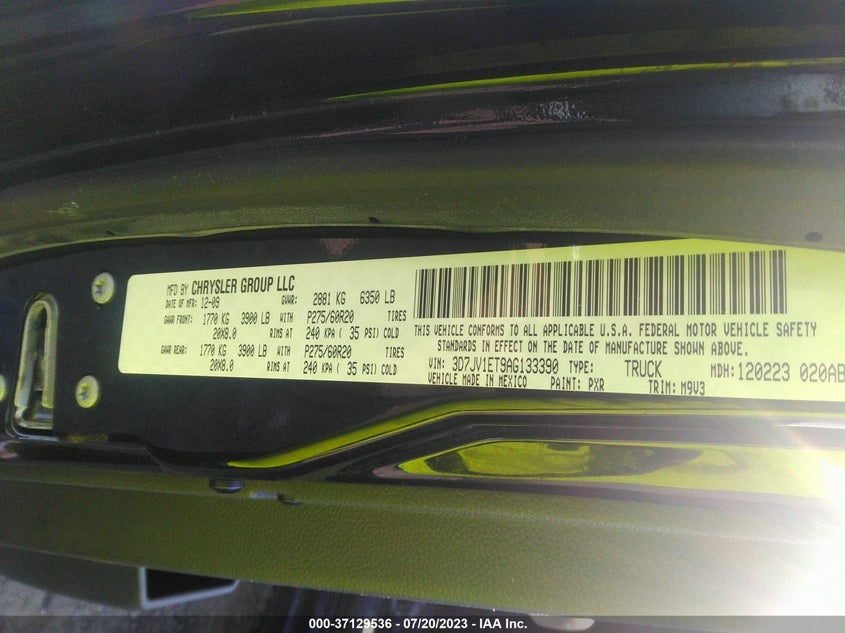 MFD BY CHRYSLER GROUP LLC
DATE OF MFR: 12-09 GVWR: 2881 KG 6350 LB
GAWR FRONT: 1770 KG 3900 LB WITH P275/60R20 TIRES
20X8.0 RIMS AT 240 KPA ( 35 PSI) COLD
GAWR REAR: 1770 KG 3900 LB WITH P275/60R20 TIRES
20X8.0 RIMS AT 240 KPA ( 35 PSI) COLD
THIS VEHICLE CONFORMS TO ALL APPLICABLE U.S.A. FEDERAL MOTOR VEHICLE SAFETY
STANDARDS IN EFFECT ON THE DATE OF MANUFACTURE SHOWN ABOVE.
VIN: 3D7JV1ET9AG133390 TYPE: TRUCK MDH: 120223 020AB
VEHICLE MADE IN MEXICO PAINT: PXR TRIM: M9V3
000-37129536 - 07/20/2023 - IAA Inc.